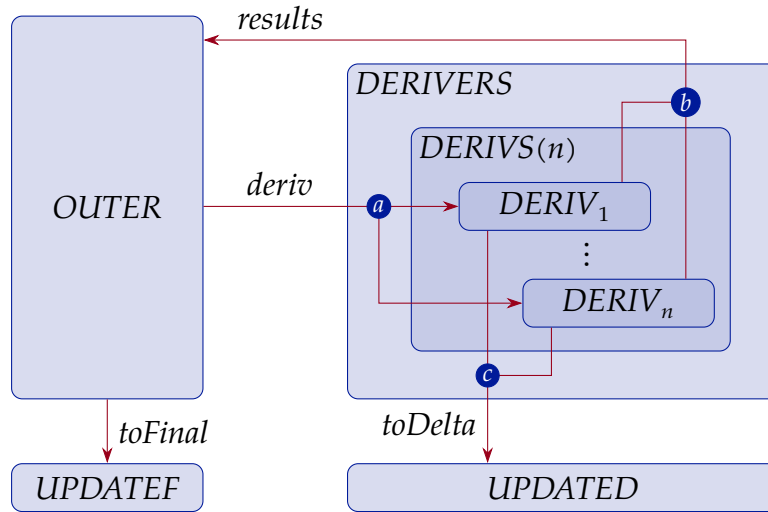 results
DERIVERS
b
DERIVS(n)
deriv
OUTER
a
DERIV₁
⋮
DERIVₙ
c
toFinal
toDelta
UPDATEF
UPDATED